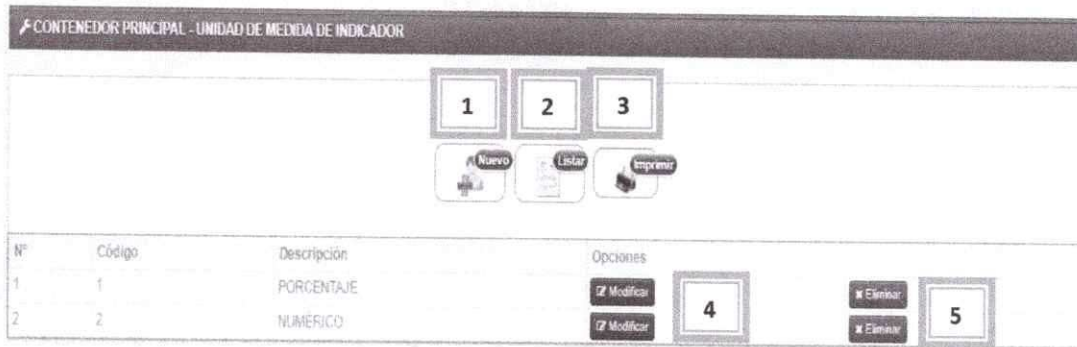 CONTENEDOR PRINCIPAL - UNIDAD DE MEDIDA DE INDICADOR
1 2 3
Nuevo Listar Imprimir
N° Código Descripción Opciones
1 1 PORCENTAJE Modificar Eliminar
4 5
2 2 NUMÉRICO Modificar Eliminar